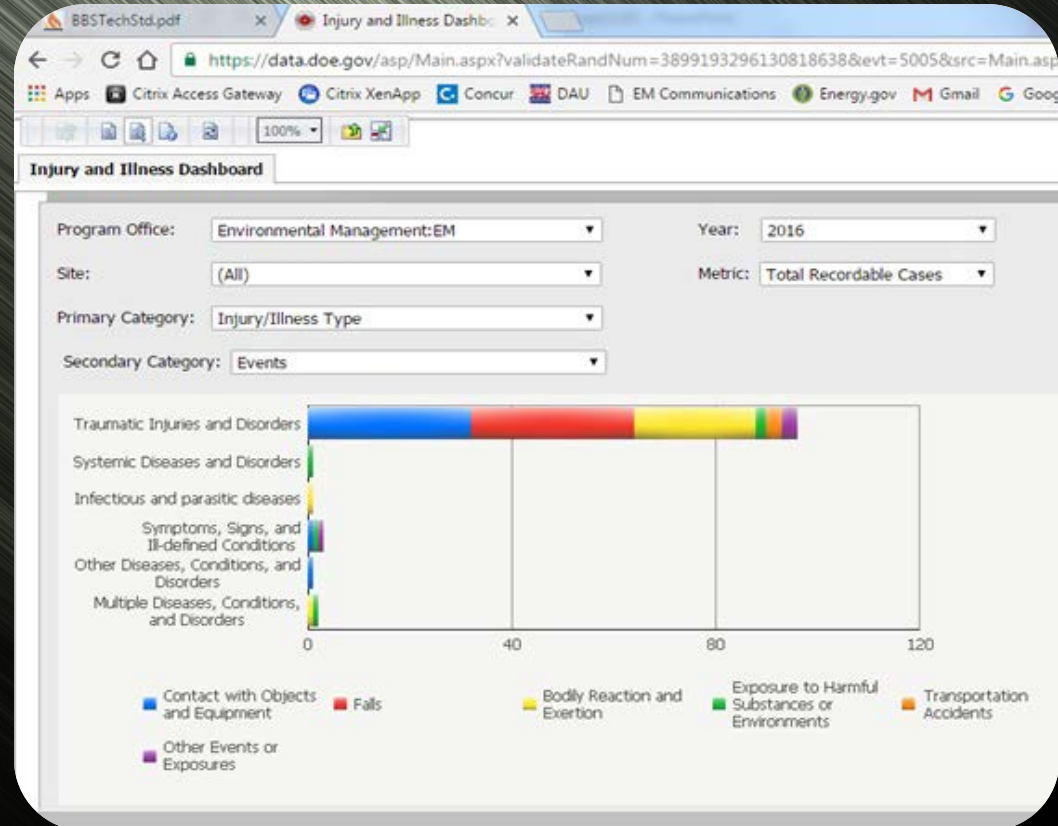 BBSTechStd.pdf
Injury and Illness Dashbo
https://data.doe.gov/asp/Main.aspx?validateRandNum=3899193296130818638&evt=5005&src=Main.asp
Apps Citrix Access Gateway Citrix XenApp Concur DAU EM Communications Energy.gov Gmail Goog
100%
Injury and Illness Dashboard
Program Office: Environmental Management:EM Year: 2016
Site: (All) Metric: Total Recordable Cases
Primary Category: Injury/Illness Type
Secondary Category: Events
Traumatic Injuries and Disorders
Systemic Diseases and Disorders
Infectious and parasitic diseases
Symptoms, Signs, and
Ill-defined Conditions
Other Diseases, Conditions, and
Disorders
Multiple Diseases, Conditions,
and Disorders
0 40 80 120
Contact with Objects
and Equipment
Falls
Bodily Reaction and
Exertion
Exposure to Harmful
Substances or
Environments
Transportation
Accidents
Other Events or
Exposures